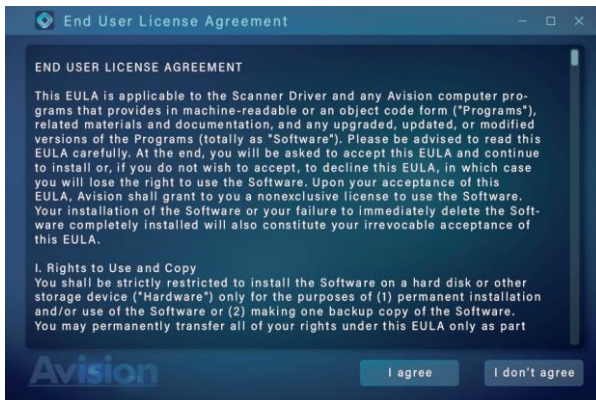 End User License Agreement
END USER LICENSE AGREEMENT
This EULA is applicable to the Scanner Driver and any Avision computer pro-
grams that provides in machine-readable or an object code form ("Programs"),
related materials and documentation, and any upgraded, updated, or modified
versions of the Programs (totally as "Software"). Please be advised to read this
EULA carefully. At the end, you will be asked to accept this EULA and continue
to install or, if you do not wish to accept, to decline this EULA, in which case
you will lose the right to use the Software. Upon your acceptance of this
EULA, Avision shall grant to you a nonexclusive license to use the Software.
Your installation of the Software or your failure to immediately delete the Soft-
ware completely installed will also constitute your irrevocable acceptance of
this EULA.
I. Rights to Use and Copy
You shall be strictly restricted to install the Software on a hard disk or other
storage device ("Hardware") only for the purposes of (1) permanent installation
and/or use of the Software or (2) making one backup copy of the Software.
You may permanently transfer all of your rights under this EULA only as part
Avision
I agree
I don't agree